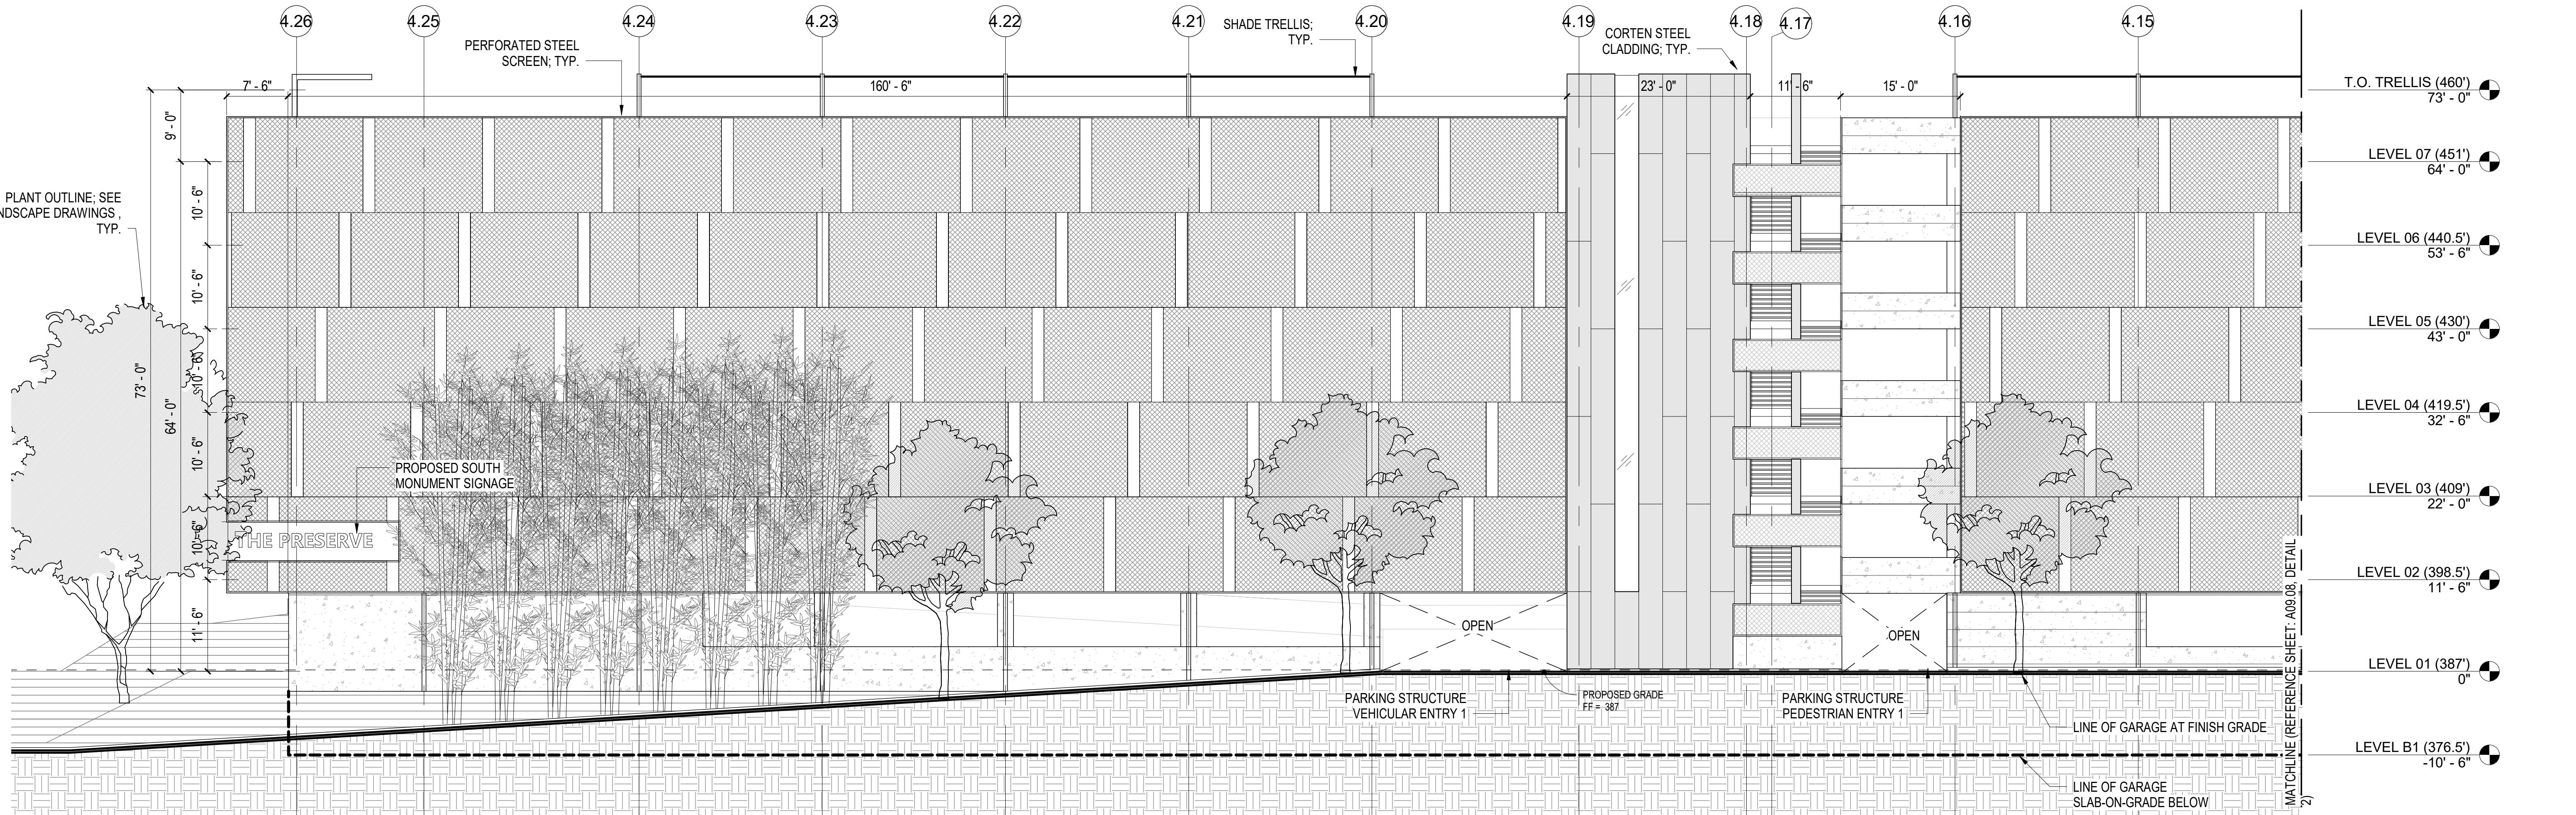 4.26
4.25
4.24
4.23
4.22
4.21
4.20
4.19
4.18
4.17
4.16
4.15
PERFORATED STEEL
SCREEN; TYP.
SHADE TRELLIS;
TYP.
CORTEN STEEL
CLADDING; TYP.
7' - 6"
160' - 6"
23' - 0"
11' - 6"
15' - 0"
T.O. TRELLIS (460')
73' - 0"
LEVEL 07 (451')
64' - 0"
LEVEL 06 (440.5')
53' - 6"
LEVEL 05 (430')
43' - 0"
LEVEL 04 (419.5')
32' - 6"
LEVEL 03 (409')
22' - 0"
LEVEL 02 (398.5')
11' - 6"
LEVEL 01 (387')
0"
LEVEL B1 (376.5')
-10' - 6"
PLANT OUTLINE; SEE
NDSCAPE DRAWINGS ,
TYP.
9' - 0"
10' - 6"
10' - 6"
10' - 6"
10' - 6"
10' - 6"
11' - 6"
73' - 0"
64' - 0"
PROPOSED SOUTH
MONUMENT SIGNAGE
THE PRESERVE
OPEN
OPEN
PARKING STRUCTURE
VEHICULAR ENTRY 1
PROPOSED GRADE
FF = 387
PARKING STRUCTURE
PEDESTRIAN ENTRY 1
LINE OF GARAGE AT FINISH GRADE
LINE OF GARAGE
SLAB-ON-GRADE BELOW
MATCHLINE (REFERENCE SHEET: A09.08, DETAIL
2)